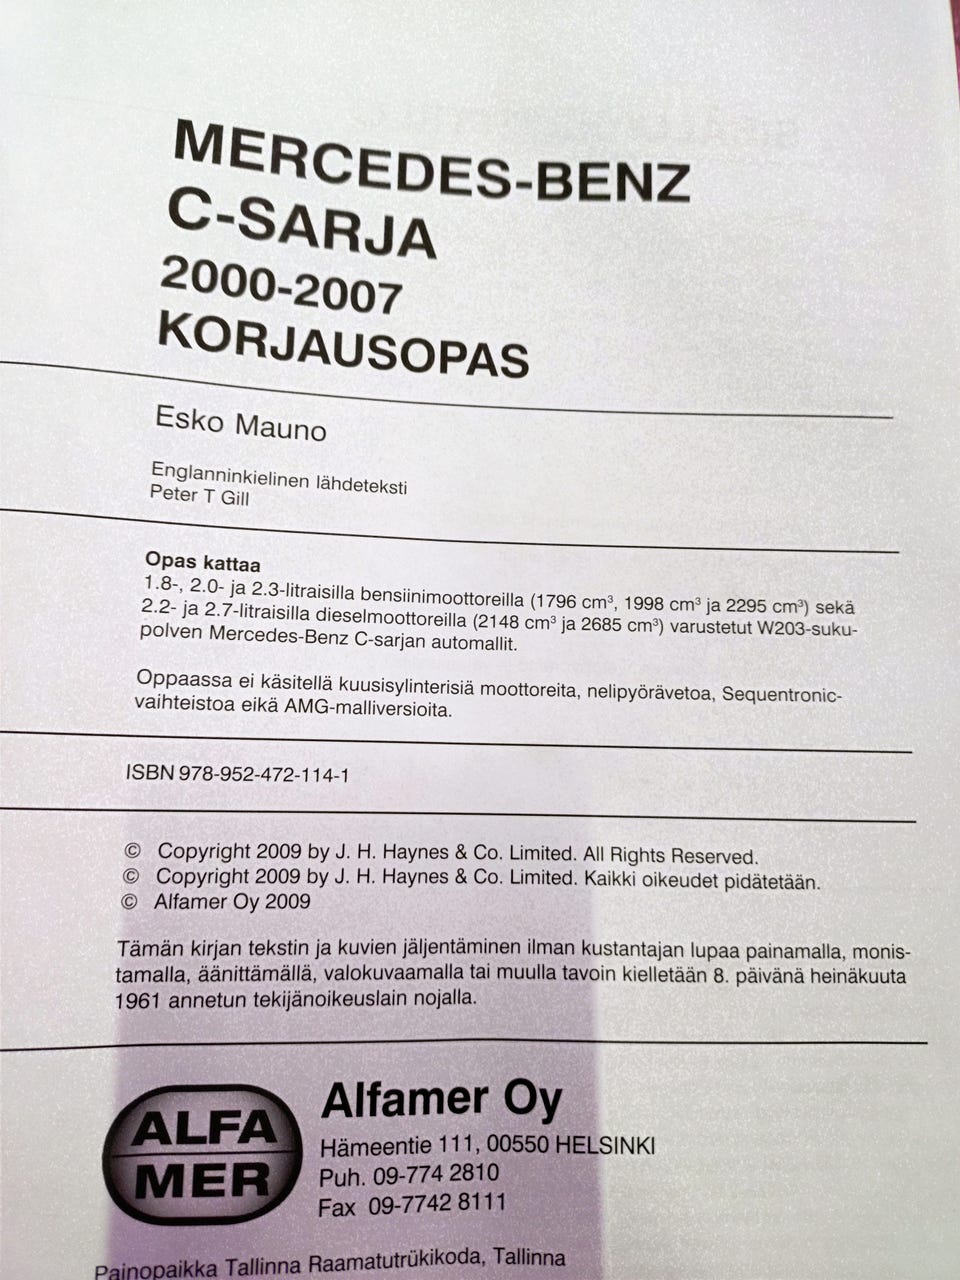 MERCEDES-BENZ
C-SARJA
2000-2007
KORJAUSOPAS
Esko Mauno
Englanninkielinen lähdeteksti
Peter T Gill
Opas kattaa
1.8-, 2.0- ja 2.3-litraisilla bensiinimoottoreilla (1796 cm³, 1998 cm³ ja 2295 cm³) sekä
2.2- ja 2.7-litraisilla dieselmoottoreilla (2148 cm³ ja 2685 cm³) varustetut W203-suku-
polven Mercedes-Benz C-sarjan automallit.
Oppaassa ei käsitellä kuusisylinterisiä moottoreita, nelipyörävetoa, Sequentronic-
vaihteistoa eikä AMG-malliversioita.
ISBN 978-952-472-114-1
© Copyright 2009 by J. H. Haynes & Co. Limited. All Rights Reserved.
© Copyright 2009 by J. H. Haynes & Co. Limited. Kaikki oikeudet pidätetään.
© Alfamer Oy 2009
Tämän kirjan tekstin ja kuvien jäljentäminen ilman kustantajan lupaa painamalla, monis-
tamalla, äänittämällä, valokuvaamalla tai muulla tavoin kielletään 8. päivänä heinäkuuta
1961 annetun tekijänoikeuslain nojalla.
ALFA
MER
Alfamer Oy
Hämeentie 111, 00550 HELSINKI
Puh. 09-774 2810
Fax 09-7742 8111
Painopaikka Tallinna Raamatutrükikoda, Tallinna